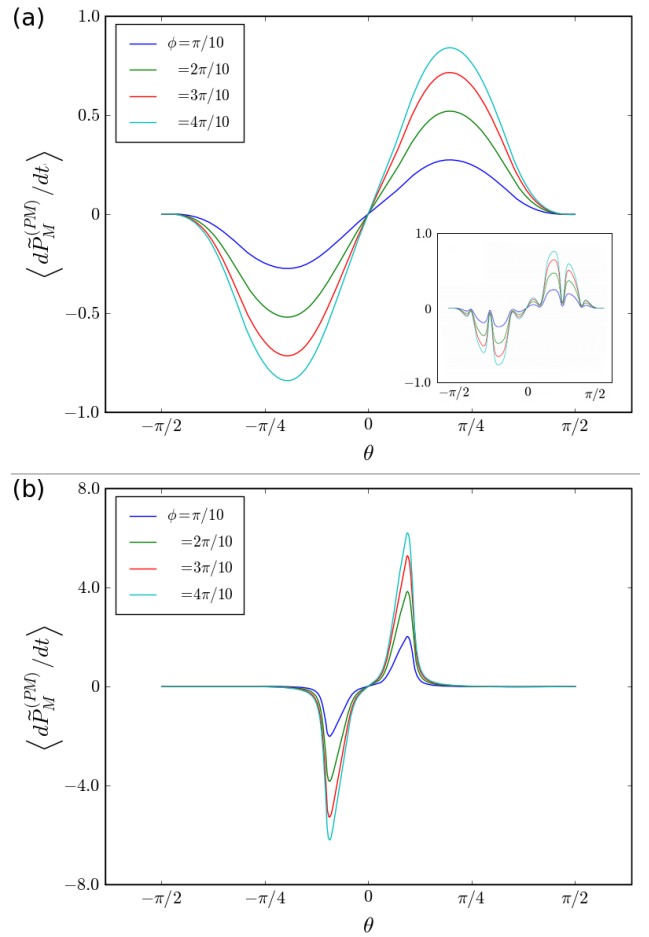 (a)
1.0
0.5
0
−0.5
−1.0
⟨dP̃_M^(PM)/dt⟩
ϕ=π/10
=2π/10
=3π/10
=4π/10
1.0
0
−1.0
−π/2 0 π/2
−π/2 −π/4 0 π/4 π/2
θ
(b)
8.0
4.0
0
−4.0
−8.0
⟨dP̃_M^(PM)/dt⟩
ϕ=π/10
=2π/10
=3π/10
=4π/10
−π/2 −π/4 0 π/4 π/2
θ